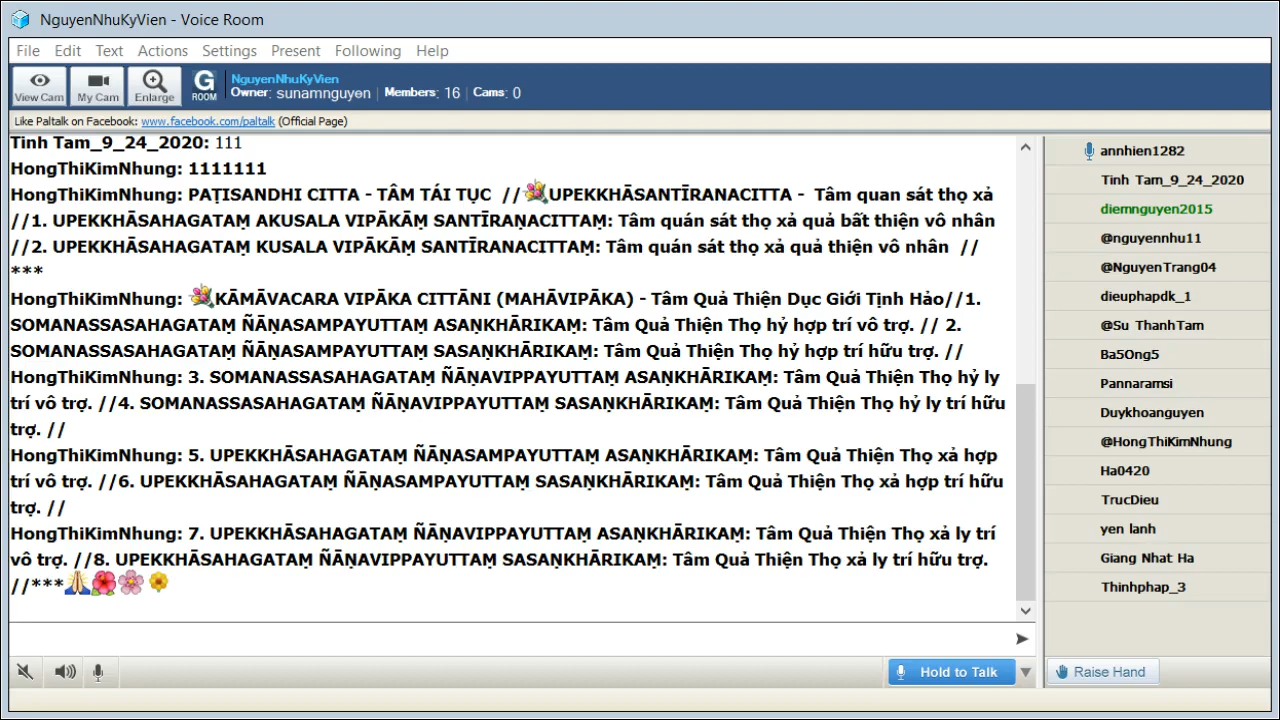 NguyenNhuKyVien - Voice Room
File Edit Text Actions Settings Present Following Help
View Cam My Cam Enlarge G ROOM NguyenNhuKyVien
Owner: sunamnguyen | Members: 16 | Cams: 0
Like Paltalk on Facebook: www.facebook.com/paltalk (Official Page)
Tinh Tam_9_24_2020: 111
HongThiKimNhung: 1111111
HongThiKimNhung: PAṬISANDHI CITTA - TÂM TÁI TỤC // UPEKKHĀSANTĪRANACITTA - Tâm quan sát thọ xả
//1. UPEKKHĀSAHAGATAṂ AKUSALA VIPĀKĀṂ SANTĪRAṆACITTAṂ: Tâm quán sát thọ xả quả bất thiện vô nhân
//2. UPEKKHĀSAHAGATAṂ KUSALA VIPĀKĀṂ SANTĪRAṆACITTAṂ: Tâm quán sát thọ xả quả thiện vô nhân //
***
HongThiKimNhung: KĀMĀVACARA VIPĀKA CITTĀNI (MAHĀVIPĀKA) - Tâm Quả Thiện Dục Giới Tịnh Hảo//1.
SOMANASSASAHAGATAṂ ÑĀṆASAMPAYUTTAṂ ASAṆKHĀRIKAṂ: Tâm Quả Thiện Thọ hỷ hợp trí vô trợ. // 2.
SOMANASSASAHAGATAṂ ÑĀṆASAMPAYUTTAṂ SASAṆKHĀRIKAṂ: Tâm Quả Thiện Thọ hỷ hợp trí hữu trợ. //
HongThiKimNhung: 3. SOMANASSASAHAGATAṂ ÑĀṆAVIPPAYUTTAṂ ASAṆKHĀRIKAṂ: Tâm Quả Thiện Thọ hỷ ly
trí vô trợ. //4. SOMANASSASAHAGATAṂ ÑĀṆAVIPPAYUTTAṂ SASAṆKHĀRIKAṂ: Tâm Quả Thiện Thọ hỷ ly trí hữu
trợ. //
HongThiKimNhung: 5. UPEKKHĀSAHAGATAṂ ÑĀṆASAMPAYUTTAṂ ASAṆKHĀRIKAṂ: Tâm Quả Thiện Thọ xả hợp
trí vô trợ. //6. UPEKKHĀSAHAGATAṂ ÑĀṆASAMPAYUTTAṂ SASAṆKHĀRIKAṂ: Tâm Quả Thiện Thọ xả hợp trí hữu
trợ. //
HongThiKimNhung: 7. UPEKKHĀSAHAGATAṂ ÑĀṆAVIPPAYUTTAṂ ASAṆKHĀRIKAṂ: Tâm Quả Thiện Thọ xả ly trí
vô trợ. //8. UPEKKHĀSAHAGATAṂ ÑĀṆAVIPPAYUTTAṂ SASAṆKHĀRIKAṂ: Tâm Quả Thiện Thọ xả ly trí hữu trợ.
//***
annhien1282
Tinh Tam_9_24_2020
diemnguyen2015
@nguyennhu11
@NguyenTrang04
dieuphapdk_1
@Su ThanhTam
Ba5Ong5
Pannaramsi
Duykhoanguyen
@HongThiKimNhung
Ha0420
TrucDieu
yen lanh
Giang Nhat Ha
Thinhphap_3
Hold to Talk
Raise Hand